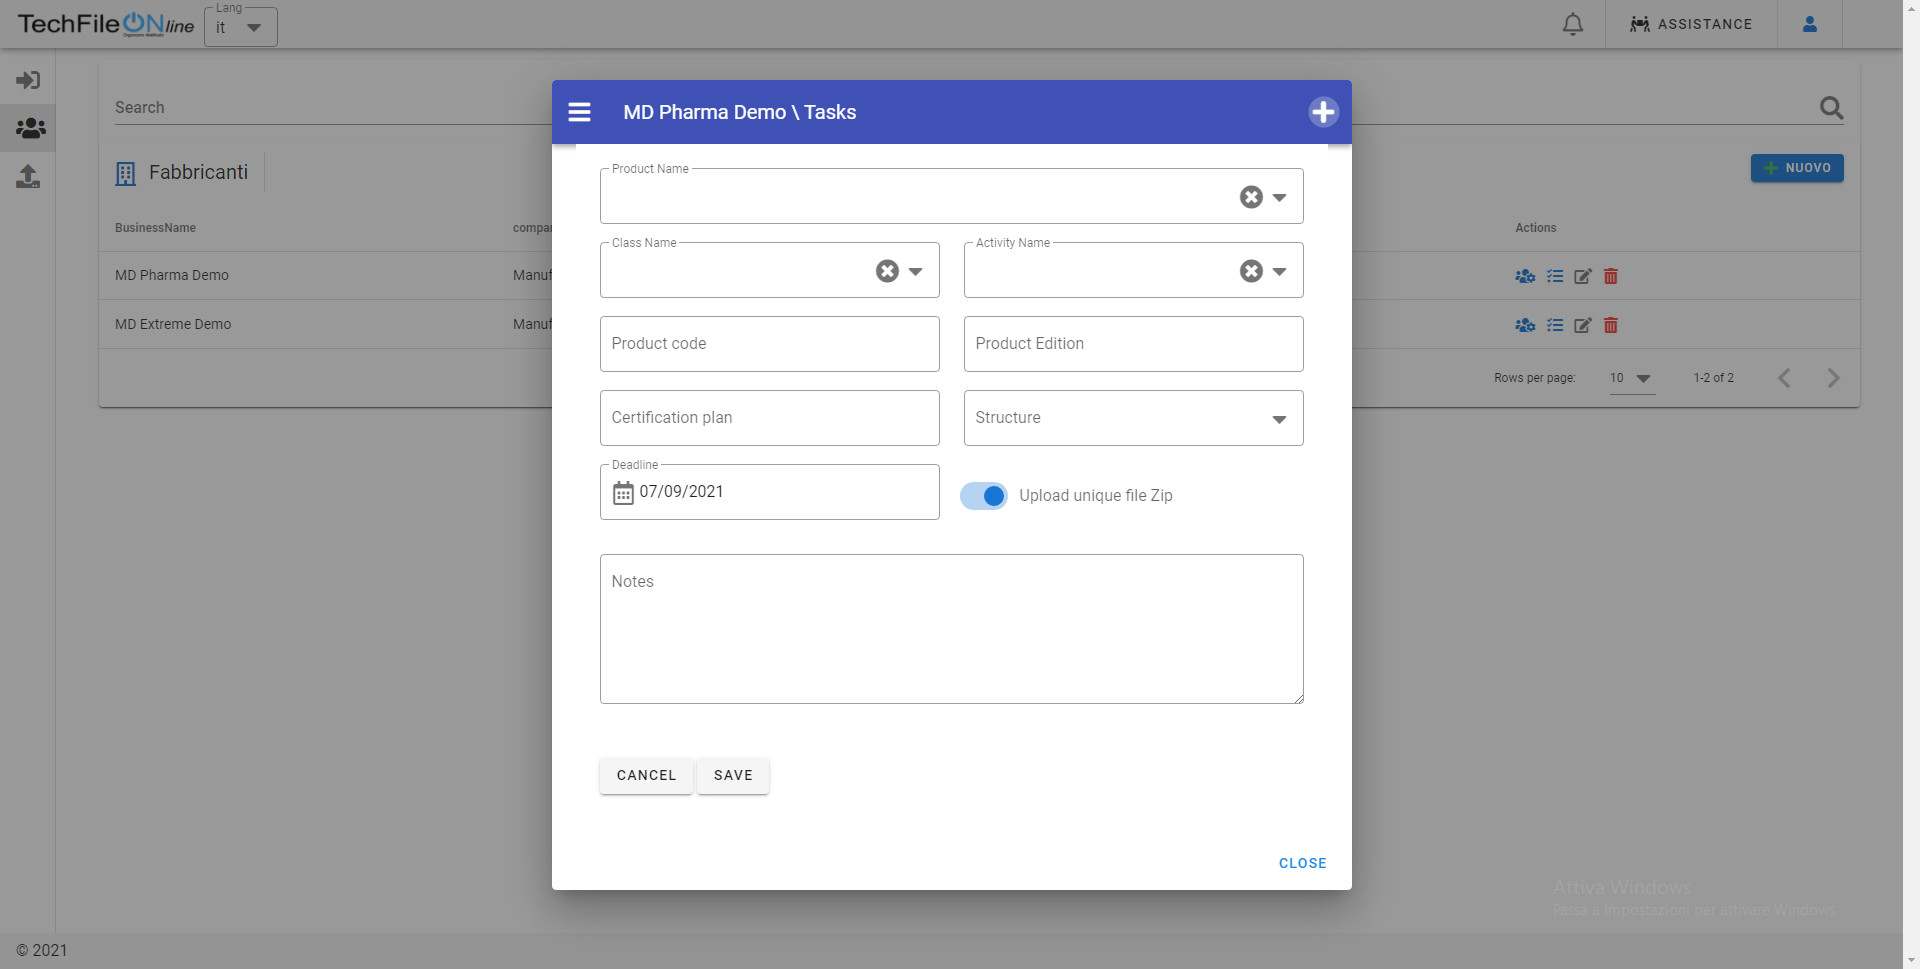 TechFileONline
Lang
it
ASSISTANCE
Search
Fabbricanti
NUOVO
BusinessName
Actions
MD Pharma Demo
Manuf
MD Extreme Demo
Manuf
Rows per page:
10
1-2 of 2
MD Pharma Demo \ Tasks
Product Name
Class Name
Activity Name
Product code
Product Edition
Certification plan
Structure
Deadline
07/09/2021
Upload unique file Zip
Notes
CANCEL
SAVE
CLOSE
Attiva Windows
Passa a Impostazioni per attivare Windows.
© 2021